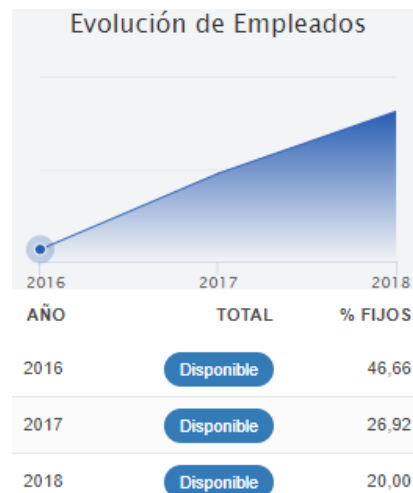 Evolución de Empleados
2016 2017 2018
AÑO TOTAL % FIJOS
2016 Disponible 46,66
2017 Disponible 26,92
2018 Disponible 20,00